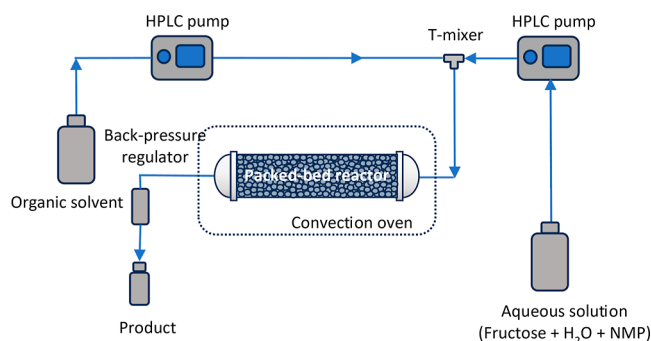 HPLC pump
HPLC pump
T-mixer
Back-pressure
regulator
Packed-bed reactor
Organic solvent
Convection oven
Product
Aqueous solution
(Fructose + H₂O + NMP)